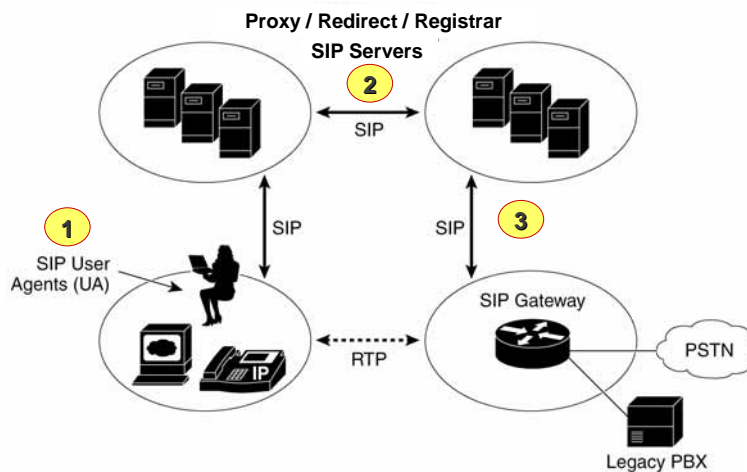 Proxy / Redirect / Registrar
SIP Servers
2
SIP
1
SIP
SIP
3
SIP User
Agents (UA)
SIP Gateway
IP
RTP
PSTN
Legacy PBX